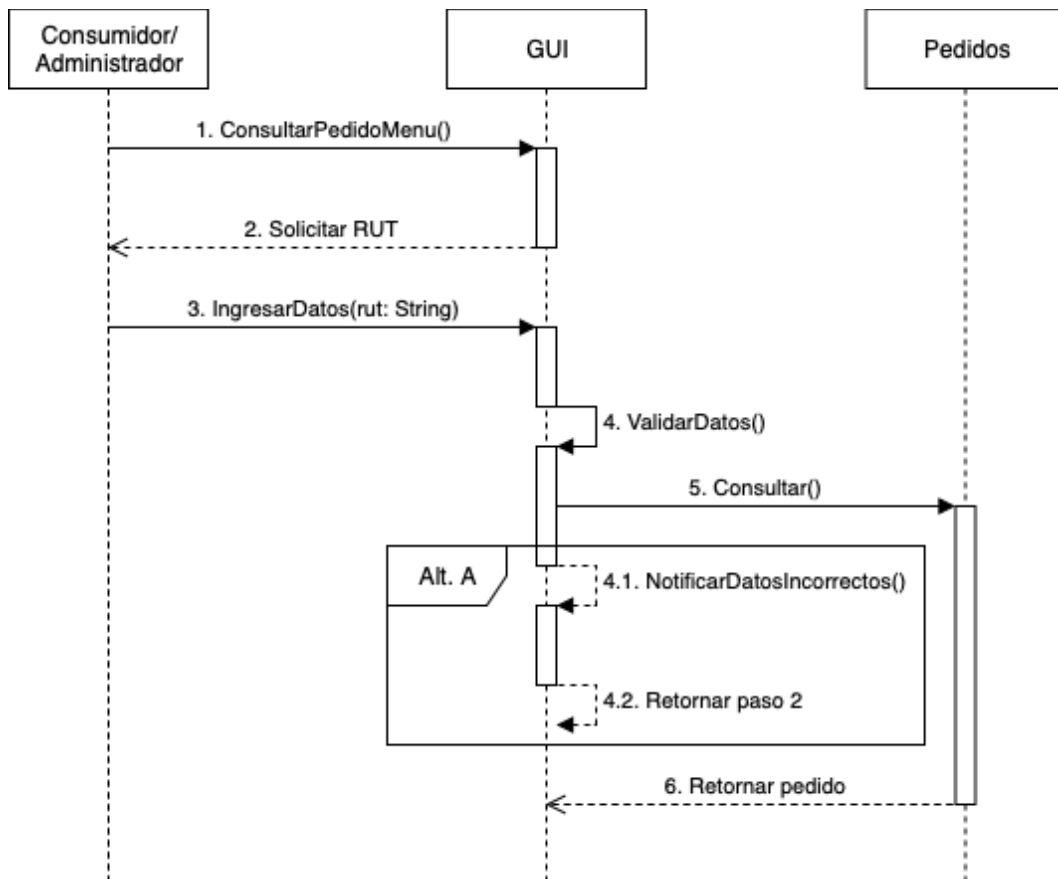 Consumidor/
Administrador
GUI
Pedidos
1. ConsultarPedidoMenu()
2. Solicitar RUT
3. IngresarDatos(rut: String)
4. ValidarDatos()
5. Consultar()
Alt. A
4.1. NotificarDatosIncorrectos()
4.2. Retornar paso 2
6. Retornar pedido